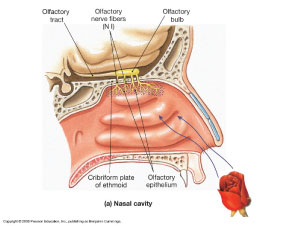 Olfactory
tract
Olfactory
nerve fibers
(N I)
Olfactory
bulb
Cribriform plate
of ethmoid
Olfactory
epithelium
(a) Nasal cavity
Copyright © 2006 Pearson Education, Inc., publishing as Benjamin Cummings.